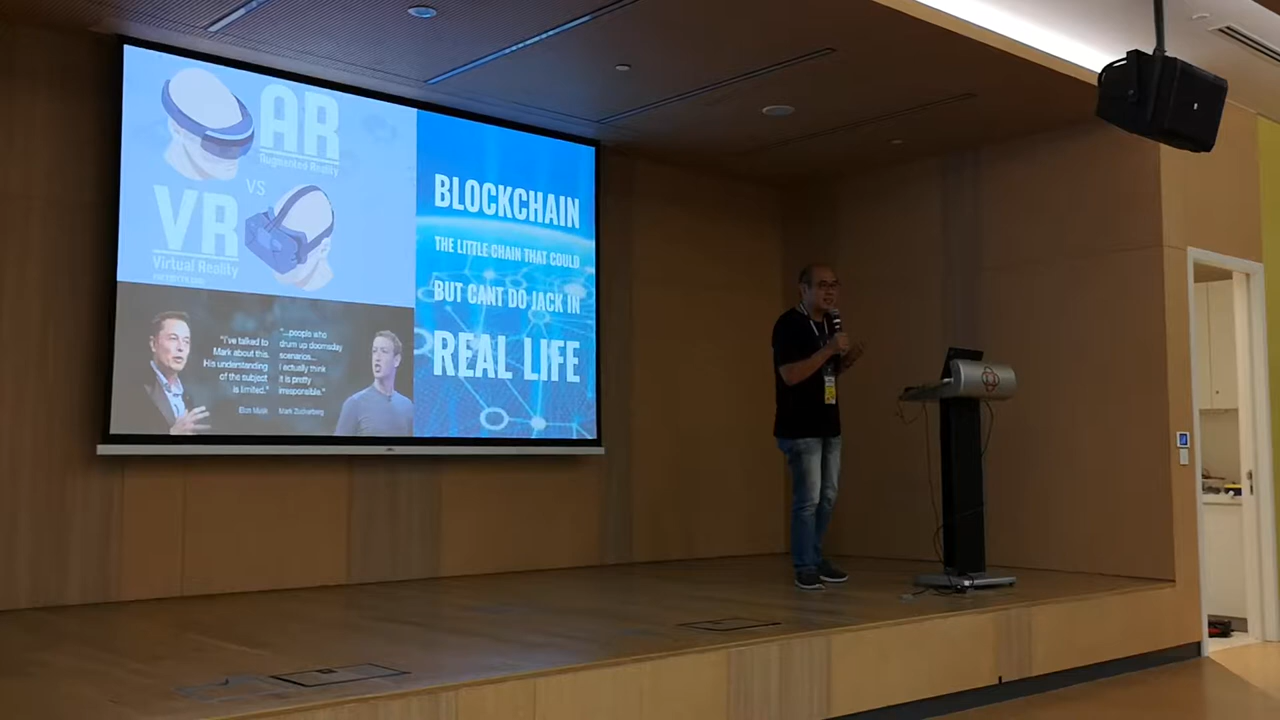 AR
Augmented Reality
VS
VR
Virtual Reality
"I've talked to
Mark about this.
His understanding
of the subject
is limited."
Elon Musk
"...people who
drum up doomsday
scenarios...
I actually think
it is pretty
irresponsible."
Mark Zuckerberg
BLOCKCHAIN
THE LITTLE CHAIN THAT COULD
BUT CANT DO JACK IN
REAL LIFE